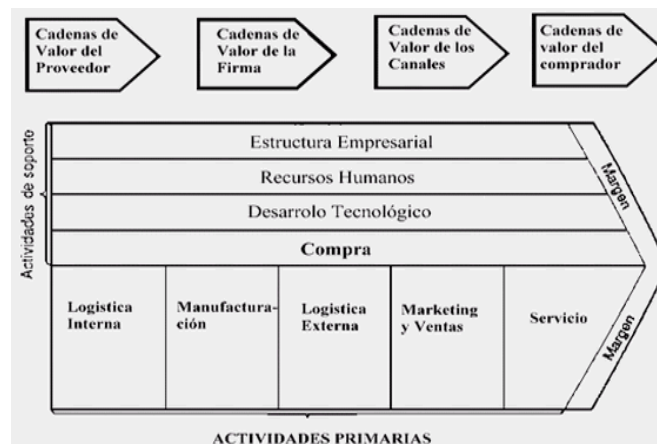 Cadenas de
Valor del
Proveedor
Cadenas de
Valor de la
Firma
Cadenas de
Valor de los
Canales
Cadenas de
valor del
comprador
Actividades de soporte
Estructura Empresarial
Recursos Humanos
Desarrolo Tecnológico
Compra
Margen
Logistica
Interna
Manufactura-
ción
Logistica
Externa
Marketing
y Ventas
Servicio
Margen
ACTIVIDADES PRIMARIAS